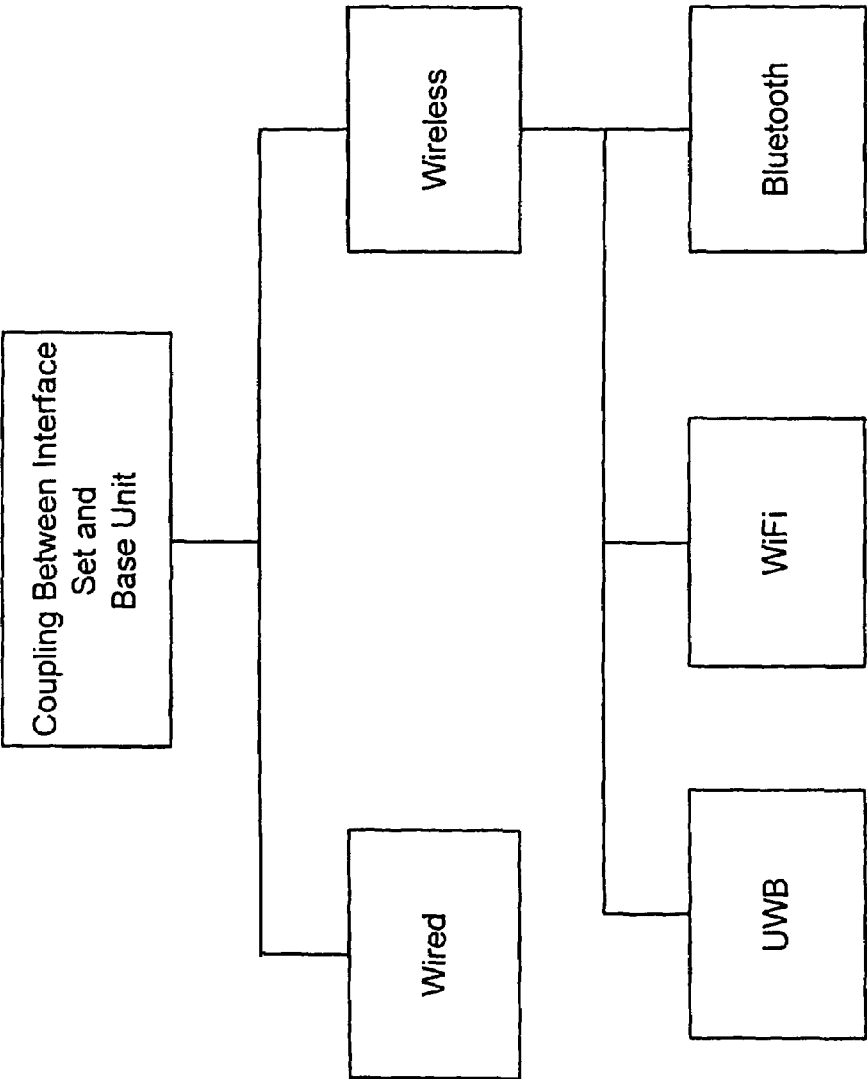 Coupling Between Interface
Set and
Base Unit
Wired
Wireless
UWB
WiFi
Bluetooth